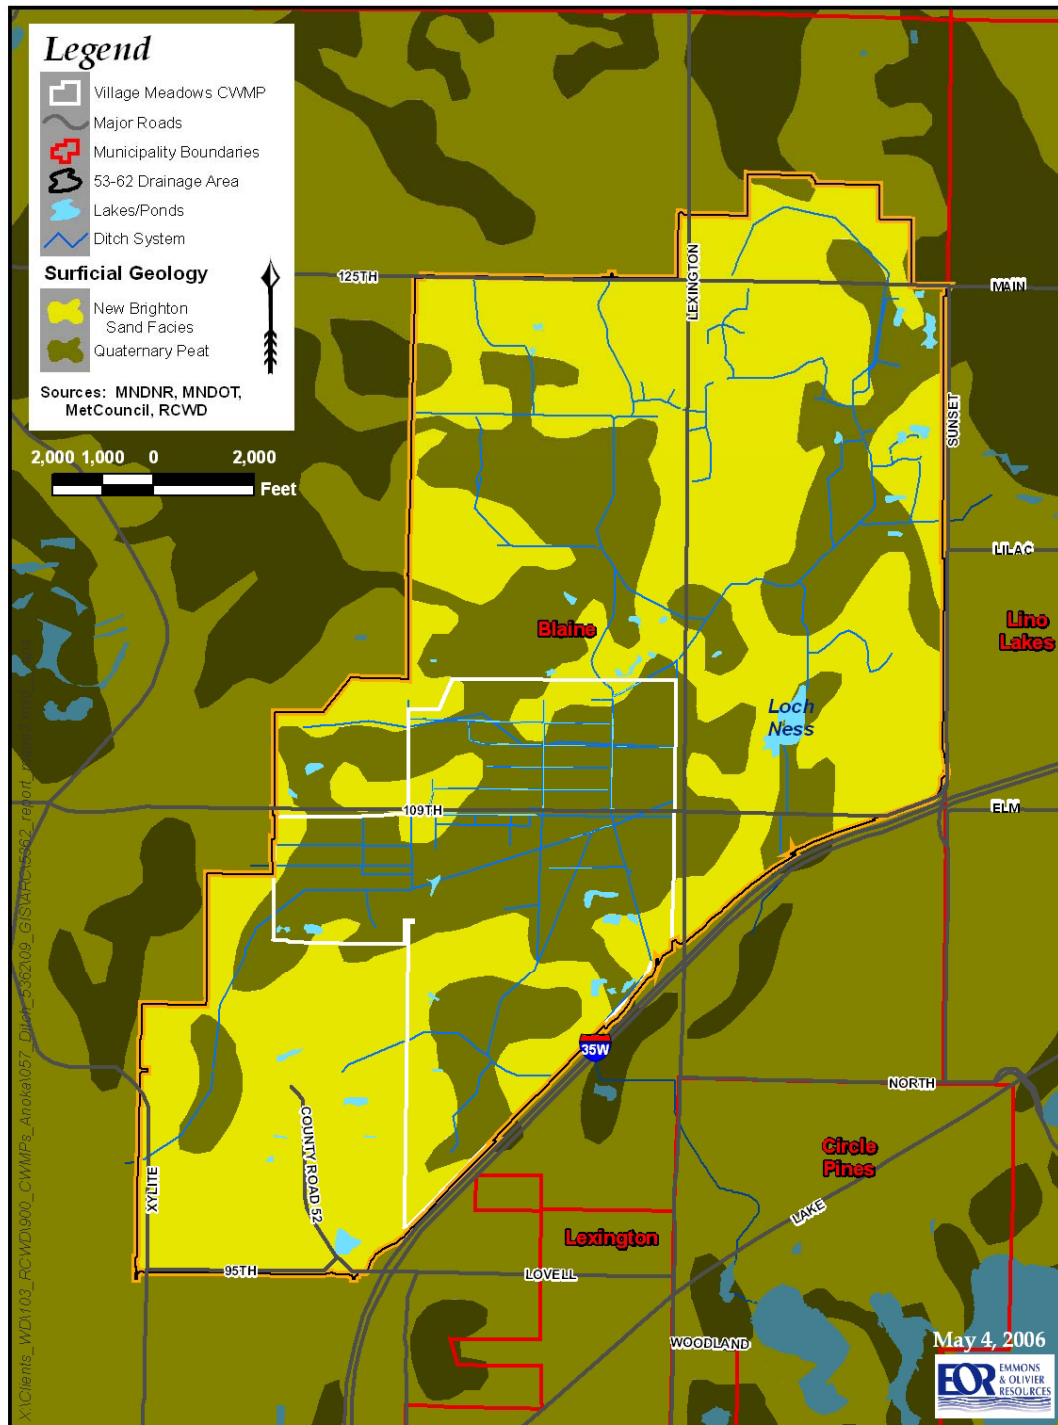 Legend
Village Meadows CWMP
Major Roads
Municipality Boundaries
53-62 Drainage Area
Lakes/Ponds
Ditch System
Surficial Geology
New Brighton
Sand Facies
Quaternary Peat
Sources: MNDNR, MNDOT,
MetCouncil, RCWD
2,000 1,000 0 2,000
Feet
125TH
LEXINGTON
MAIN
SUNSET
LILAC
Blaine
Lino
Lakes
Loch
Ness
109TH
ELM
35W
NORTH
COUNTY ROAD 52
XYLITE
Circle
Pines
LAKE
Lexington
95TH
LOVELL
WOODLAND
May 4, 2006
EOR
EMMONS
& OLIVIER
RESOURCES